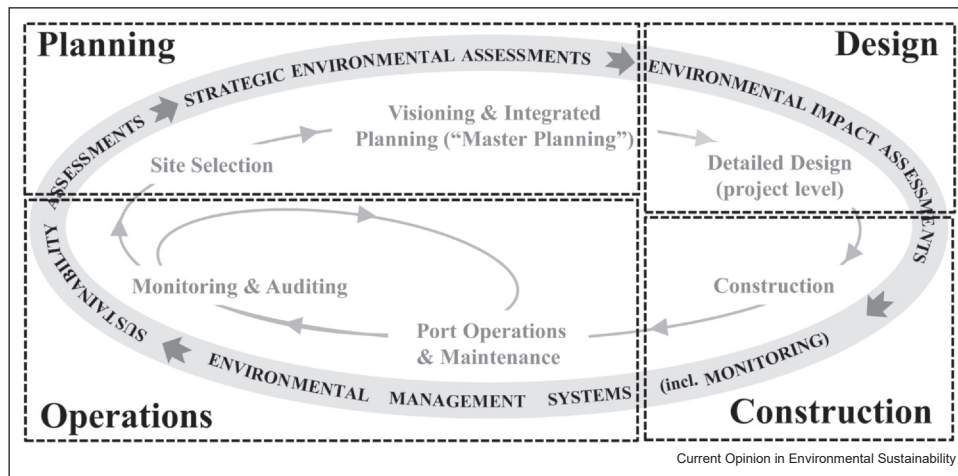 Planning
Design
STRATEGIC ENVIRONMENTAL ASSESSMENTS
ENVIRONMENTAL IMPACT ASSESSMENTS
Visioning & Integrated
Planning (“Master Planning”)
Site Selection
Detailed Design
(project level)
SUSTAINABILITY ASSESSMENTS
Monitoring & Auditing
Construction
Port Operations
& Maintenance
ENVIRONMENTAL MANAGEMENT SYSTEMS (incl. MONITORING)
Operations
Construction
Current Opinion in Environmental Sustainability